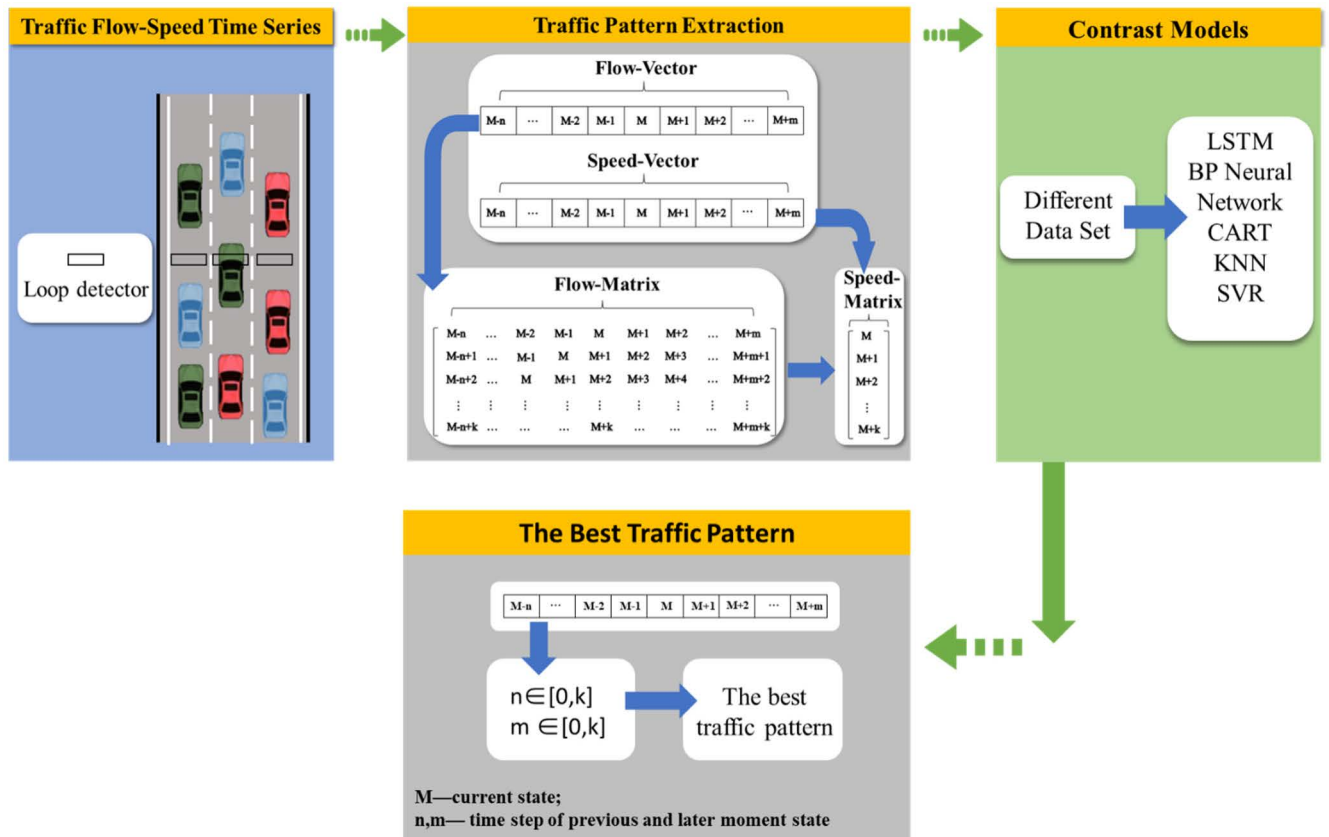 Traffic Flow-Speed Time Series
Loop detector
Traffic Pattern Extraction
Flow-Vector
M-n ... M-2 M-1 M M+1 M+2 ... M+m
Speed-Vector
M-n ... M-2 M-1 M M+1 M+2 ... M+m
Flow-Matrix
M-n ... M-2 M-1 M M+1 M+2 ... M+m
M-n+1 ... M-1 M M+1 M+2 M+3 ... M+m+1
M-n+2 ... M M+1 M+2 M+3 M+4 ... M+m+2
⋮ ⋮ ⋮ ⋮ ⋮ ⋮ ⋮ ⋮ ⋮
M-n+k ... ... ... M+k ... ... ... M+m+k
Speed-
Matrix
M
M+1
M+2
⋮
M+k
Contrast Models
Different
Data Set
LSTM
BP Neural
Network
CART
KNN
SVR
The Best Traffic Pattern
M-n ... M-2 M-1 M M+1 M+2 ... M+m
n∈[0,k]
m ∈[0,k]
The best
traffic pattern
M—current state;
n,m— time step of previous and later moment state